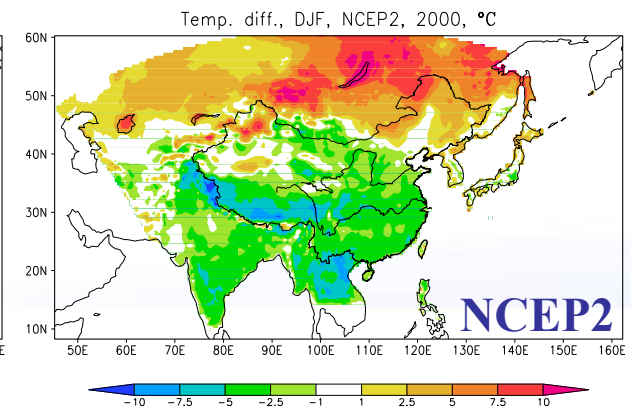 Temp. diff., DJF, NCEP2, 2000, °C
60N
50N
40N
30N
20N
10N
NCEP2
E 50E 60E 70E 80E 90E 100E 110E 120E 130E 140E 150E 160E
-10 -7.5 -5 -2.5 -1 1 2.5 5 7.5 10